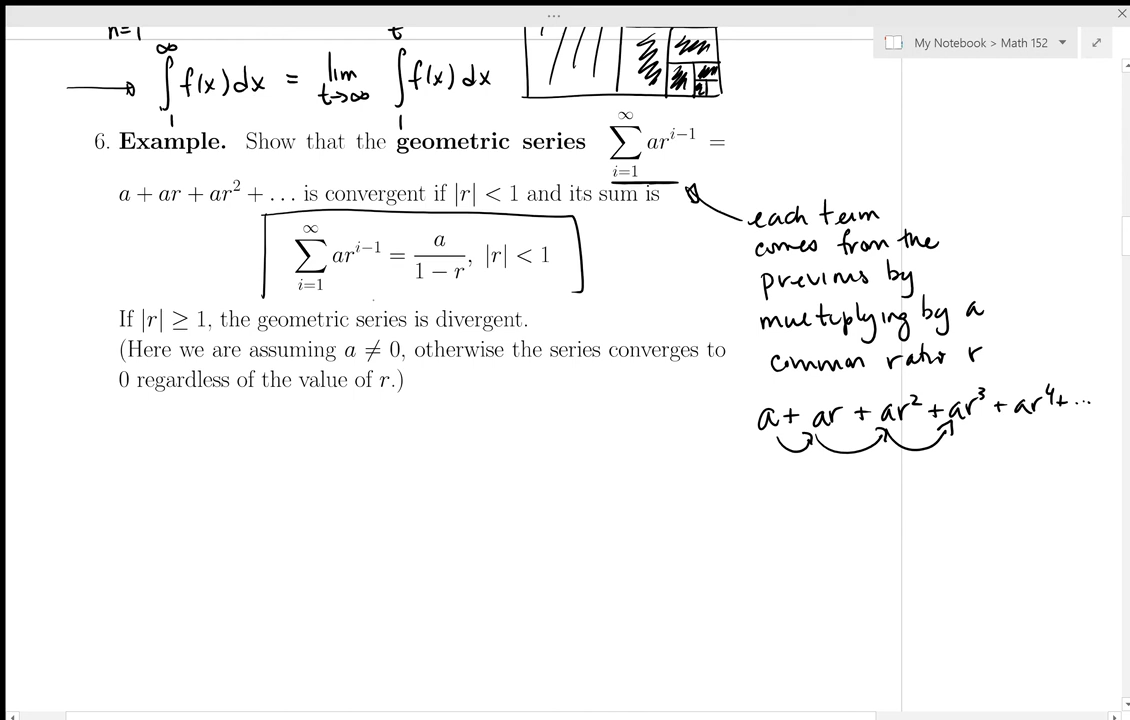 n=1
My Notebook > Math 152
→ ∫₁^∞ f(x)dx = lim t→∞ ∫₁^t f(x)dx
6. Example. Show that the geometric series ∑_{i=1}^{∞} ar^{i−1} =
a + ar + ar² + … is convergent if |r| < 1 and its sum is
∑_{i=1}^{∞} ar^{i−1} = a/(1 − r), |r| < 1
If |r| ≥ 1, the geometric series is divergent.
(Here we are assuming a ≠ 0, otherwise the series converges to
0 regardless of the value of r.)
each term
comes from the
previous by
multiplying by a
common ratio r
a + ar + ar² + ar³ + ar⁴ + ...